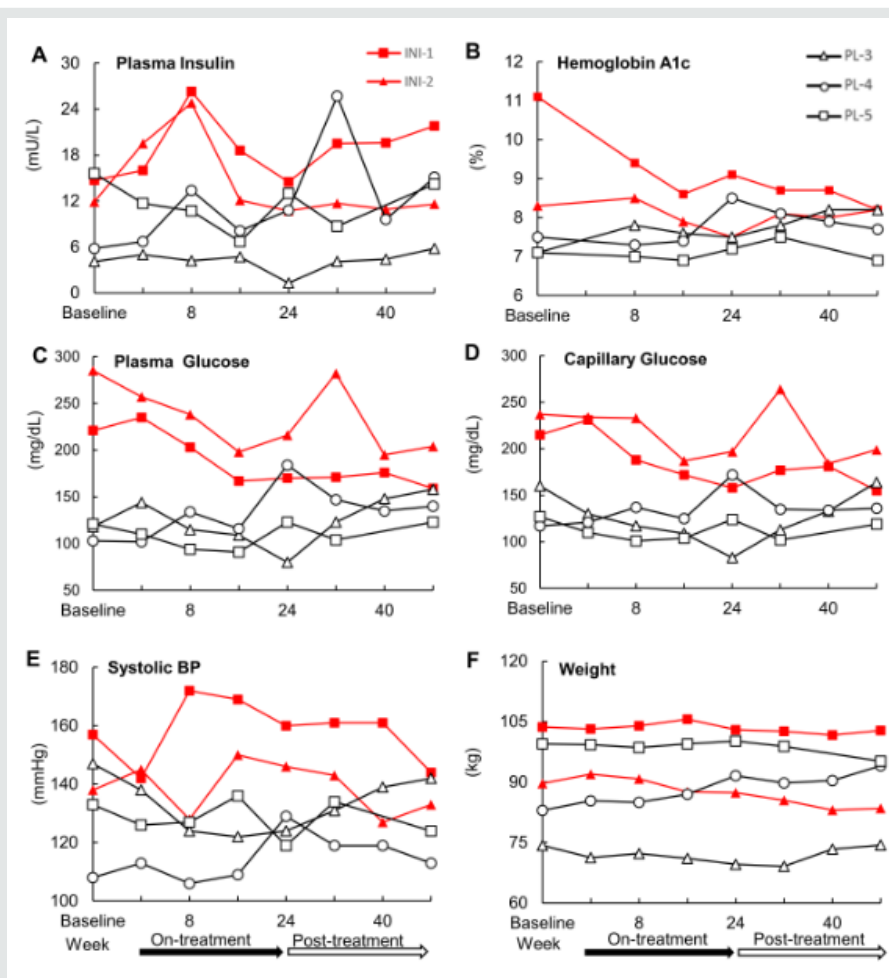 A Plasma Insulin INI-1
INI-2
30
24
18
12
6
0
(mU/L)
Baseline 8 24 40
B Hemoglobin A1c PL-3
PL-4
PL-5
12
11
10
9
8
7
6
(%)
Baseline 8 24 40
C Plasma Glucose
300
250
200
150
100
50
(mg/dL)
Baseline 8 24 40
D Capillary Glucose
300
250
200
150
100
50
(mg/dL)
Baseline 8 24 40
E Systolic BP
180
160
140
120
100
(mmHg)
Baseline 8 24 40
Week On-treatment Post-treatment
F Weight
120
105
90
75
60
(kg)
Baseline 8 24 40
Week On-treatment Post-treatment